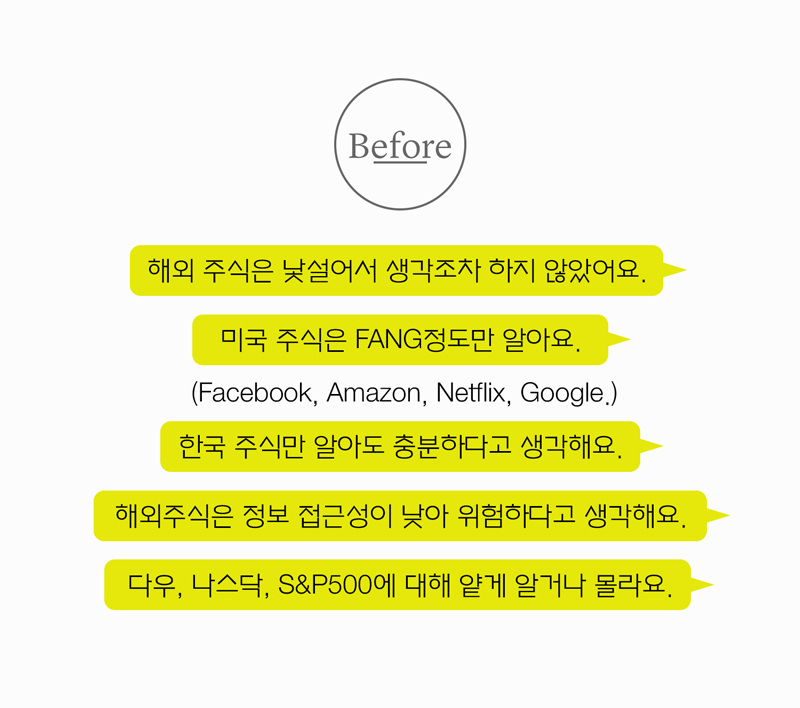 Before
해외 주식은 낯설어서 생각조차 하지 않았어요.
미국 주식은 FANG정도만 알아요.
(Facebook, Amazon, Netflix, Google.)
한국 주식만 알아도 충분하다고 생각해요.
해외주식은 정보 접근성이 낮아 위험하다고 생각해요.
다우, 나스닥, S&P500에 대해 얕게 알거나 몰라요.